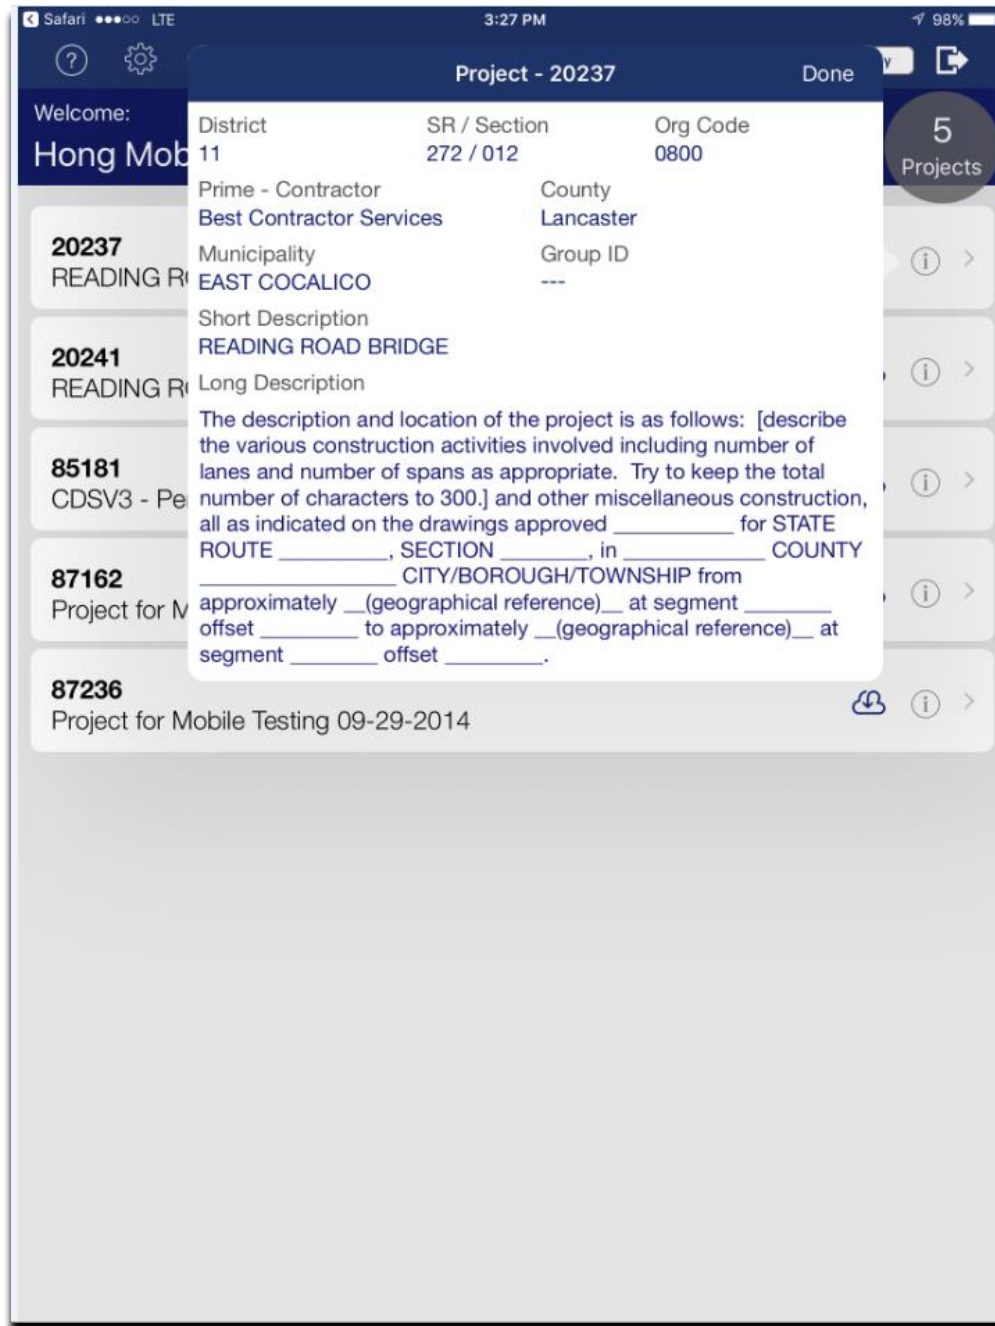 Safari LTE 3:27 PM 98%
?
Project - 20237 Done
y
Welcome:
Hong Mob
5
Projects
District SR / Section Org Code
11 272 / 012 0800
Prime - Contractor County
Best Contractor Services Lancaster
Municipality Group ID
EAST COCALICO ---
Short Description
READING ROAD BRIDGE
Long Description
The description and location of the project is as follows:  [describe
the various construction activities involved including number of
lanes and number of spans as appropriate.  Try to keep the total
number of characters to 300.] and other miscellaneous construction,
all as indicated on the drawings approved ___________ for STATE
ROUTE __________, SECTION ________, in _____________ COUNTY
__________________ CITY/BOROUGH/TOWNSHIP from
approximately __(geographical reference)__ at segment ________
offset _________ to approximately __(geographical reference)__ at
segment ________ offset _________.
20237
READING R
20241
READING R
85181
CDSV3 - Pe
87162
Project for M
87236
Project for Mobile Testing 09-29-2014